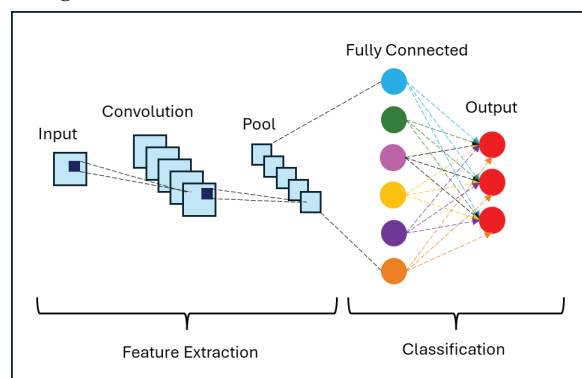 Fully Connected
Convolution
Output
Pool
Input
Feature Extraction
Classification